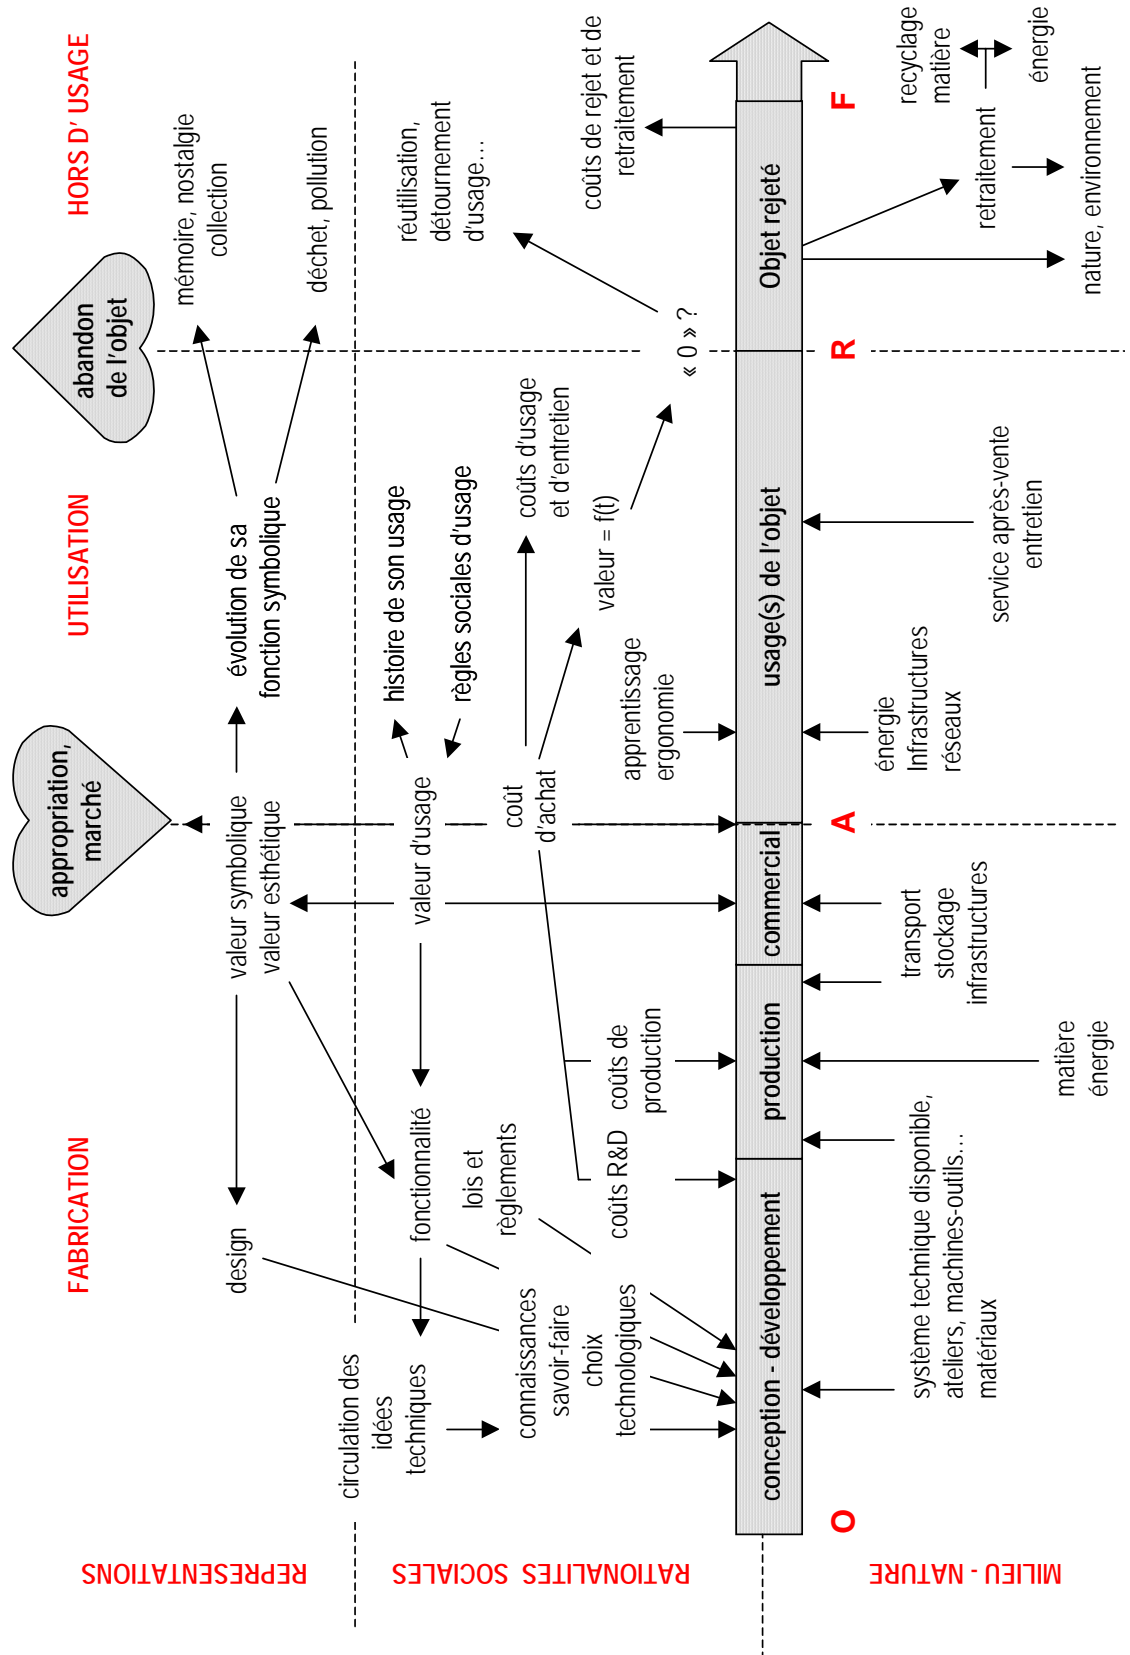 FABRICATION
UTILISATION
HORS D' USAGE
appropriation,
marché
abandon
de l'objet
REPRESENTATIONS
design
valeur symbolique
valeur esthétique
évolution de sa
fonction symbolique
mémoire, nostalgie
collection
déchet, pollution
RATIONALITES SOCIALES
circulation des
idées
techniques
fonctionnalité
valeur d'usage
histoire de son usage
règles sociales d'usage
réutilisation,
détournement
d'usage...
lois et
règlements
connaissances
savoir-faire
choix
technologiques
coûts R&D
coûts de
production
coût
d'achat
coûts d'usage
et d'entretien
valeur = f(t)
« 0 » ?
apprentissage
ergonomie
coûts de rejet et de
retraitement
conception - développement
production
commercial
usage(s) de l'objet
Objet rejeté
O
A
R
F
MILIEU - NATURE
système technique disponible,
ateliers, machines-outils...
matériaux
matière
énergie
transport
stockage
infrastructures
énergie
Infrastructures
réseaux
service après-vente
entretien
retraitement
recyclage
matière
énergie
nature, environnement